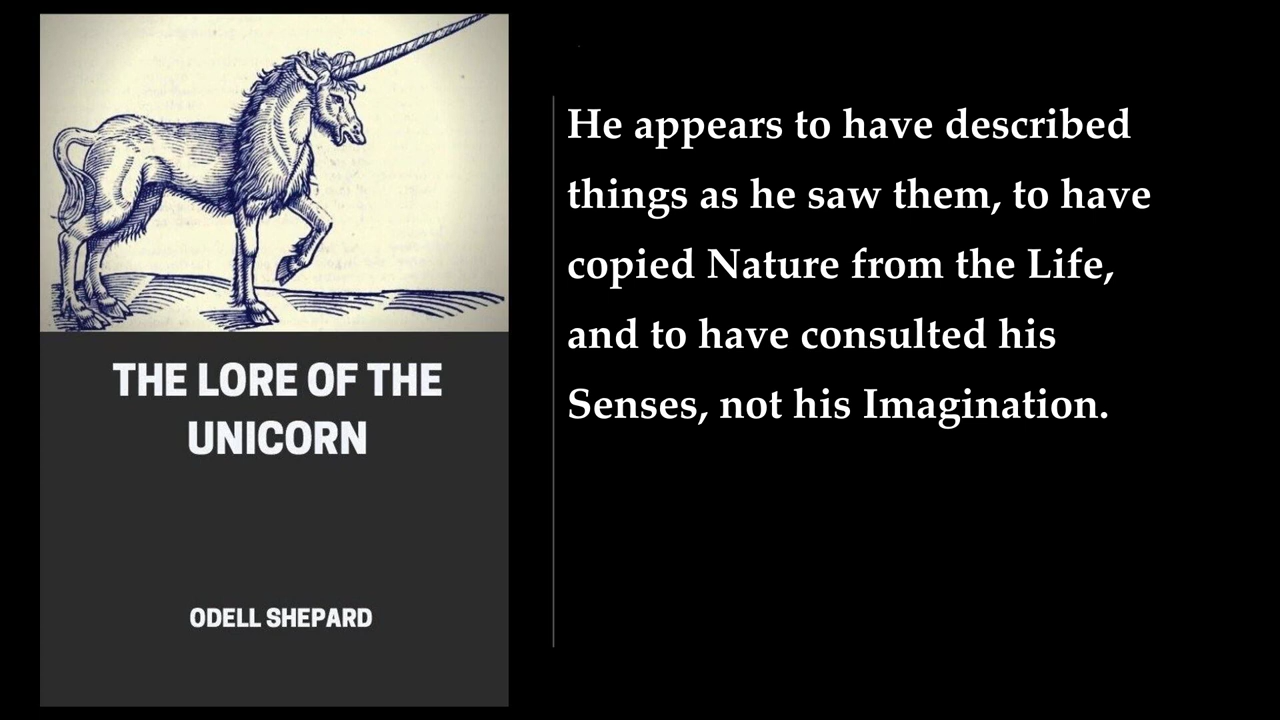 THE LORE OF THE
UNICORN
ODELL SHEPARD
He appears to have described
things as he saw them, to have
copied Nature from the Life,
and to have consulted his
Senses, not his Imagination.